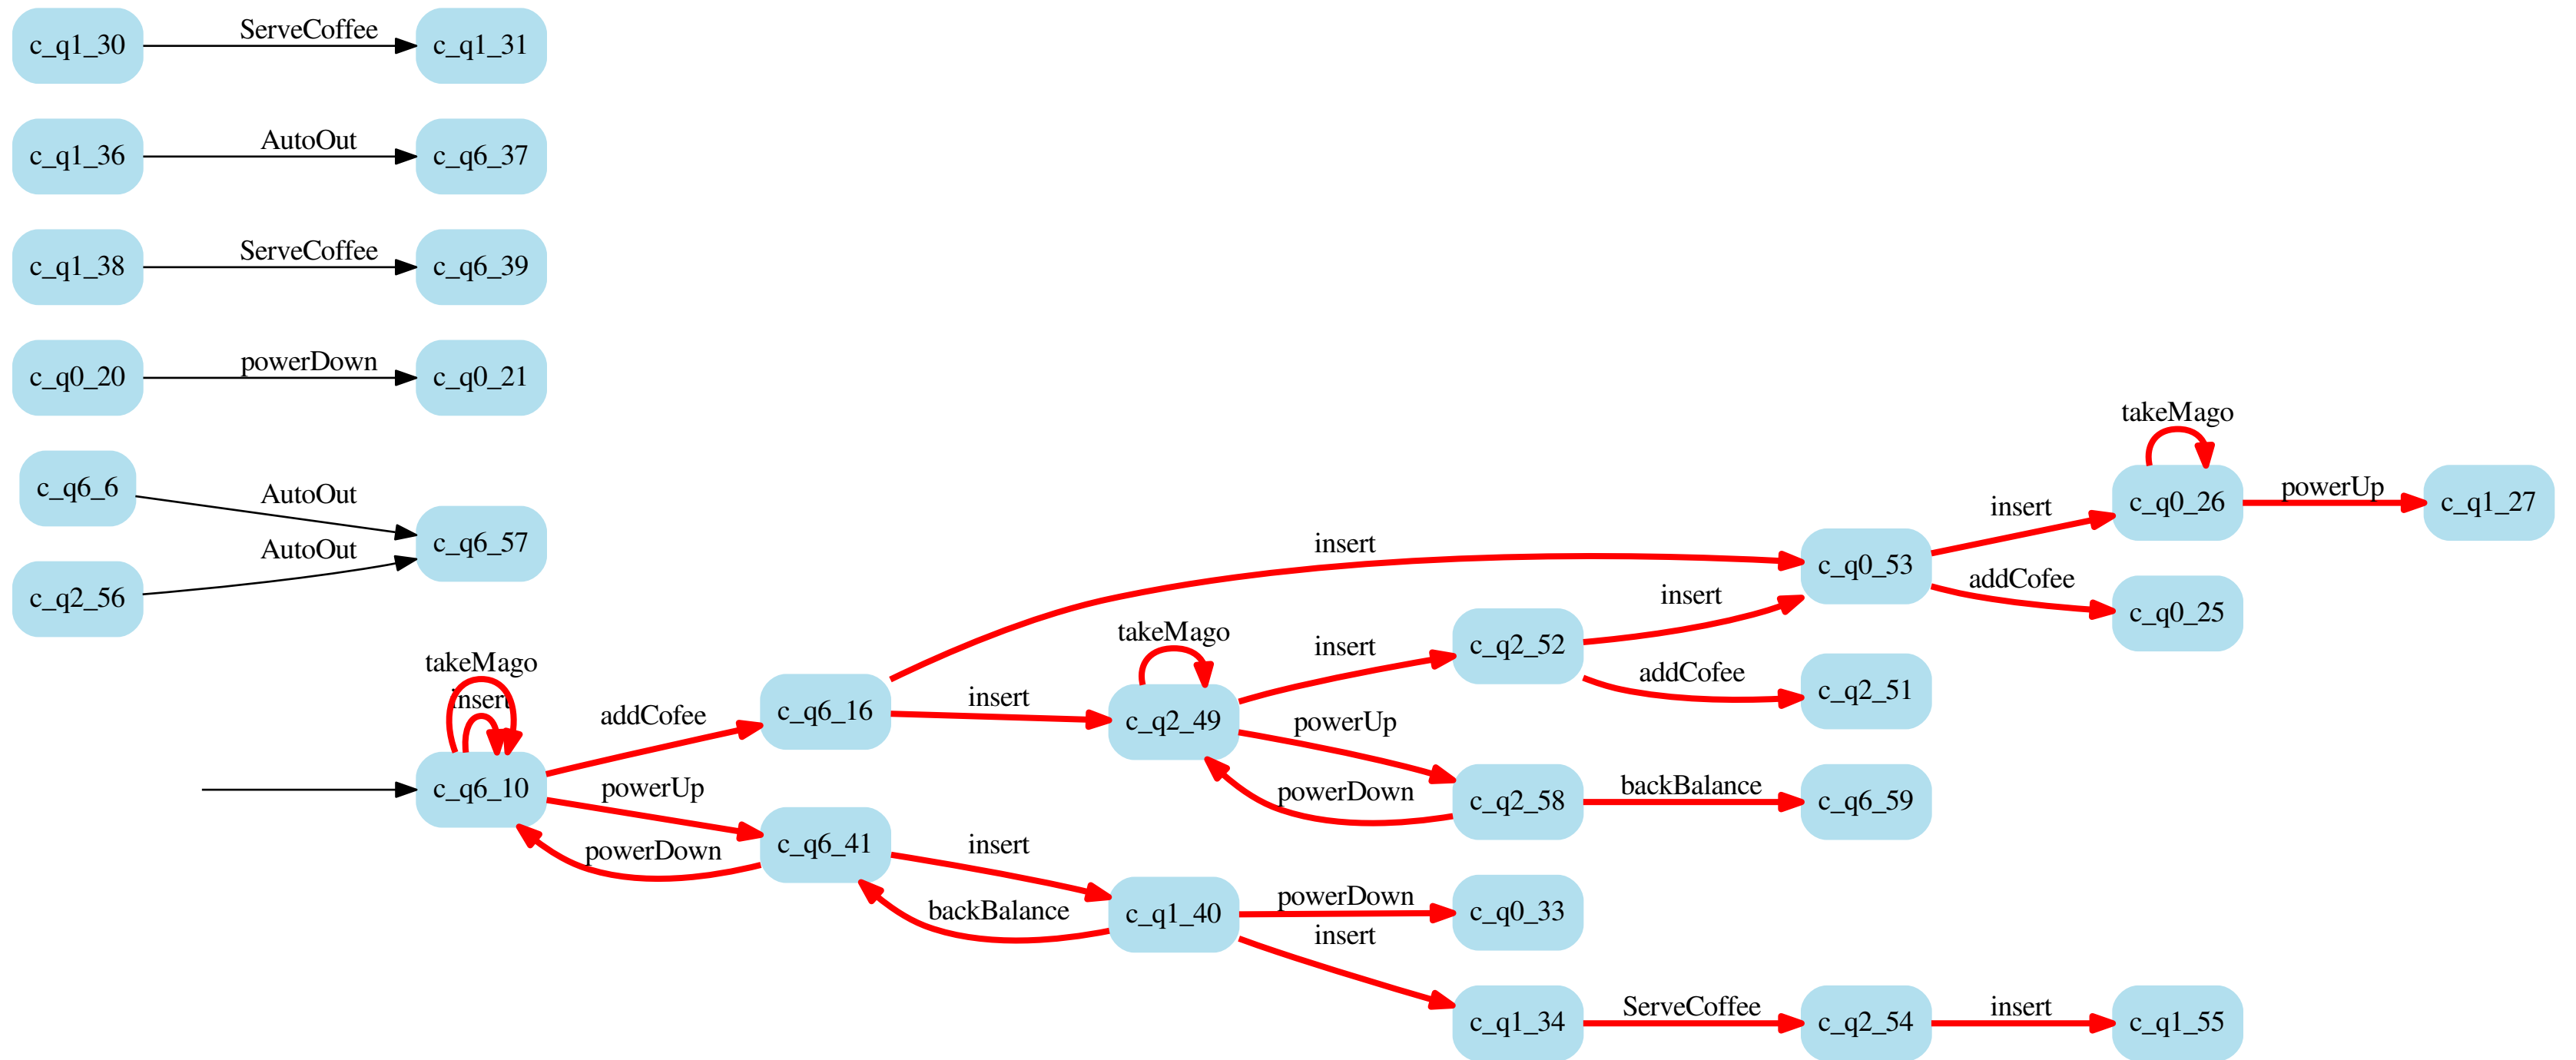 c_q1_30 ServeCoffee c_q1_31
c_q1_36 AutoOut c_q6_37
c_q1_38 ServeCoffee c_q6_39
c_q0_20 powerDown c_q0_21
c_q6_6 AutoOut
AutoOut c_q6_57
c_q2_56
takeMago
c_q0_26 powerUp c_q1_27
insert
insert
c_q0_53
addCofee
c_q0_25
insert
takeMago
insert
c_q2_52
addCofee
c_q2_51
takeMago
insert
addCofee
c_q6_16
insert
c_q2_49
powerUp
c_q6_10
powerUp
powerDown
c_q2_58
backBalance
c_q6_59
powerDown
c_q6_41
insert
backBalance
c_q1_40
powerDown
c_q0_33
insert
c_q1_34
ServeCoffee
c_q2_54
insert
c_q1_55